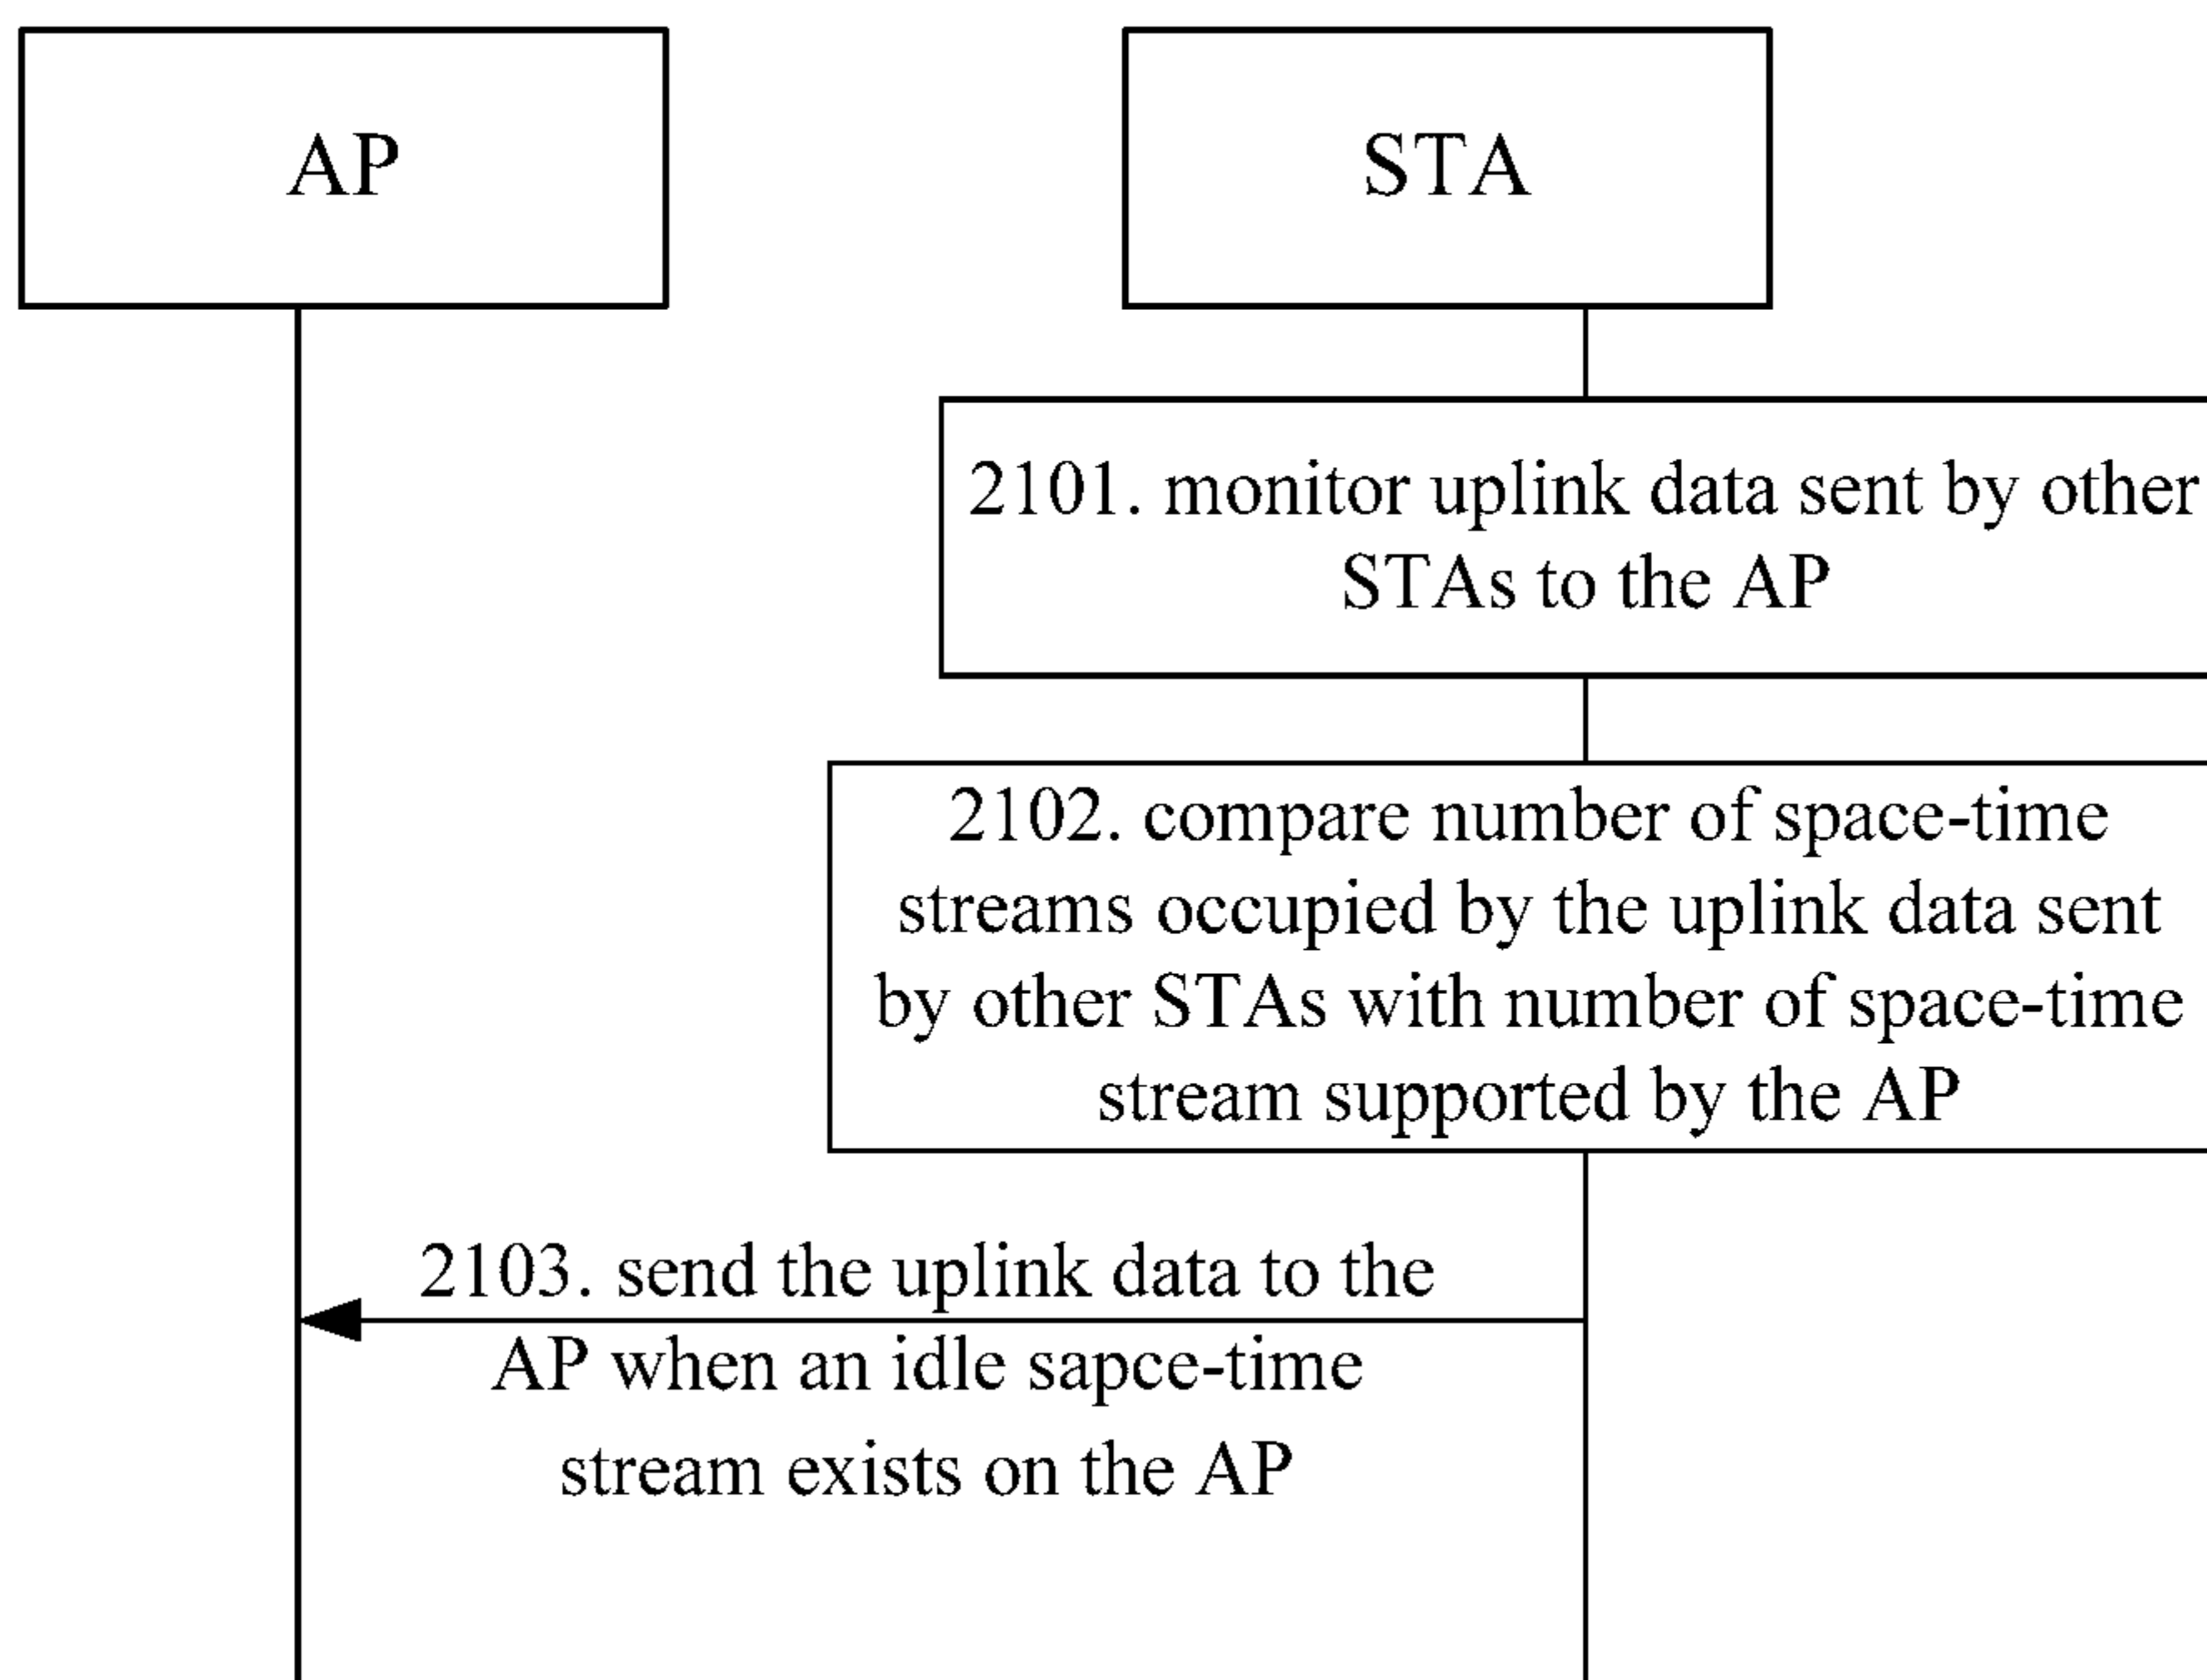 AP
STA
2101. monitor uplink data sent by other
STAs to the AP
2102. compare number of space-time
streams occupied by the uplink data sent
by other STAs with number of space-time
stream supported by the AP
2103. send the uplink data to the
AP when an idle sapce-time
stream exists on the AP